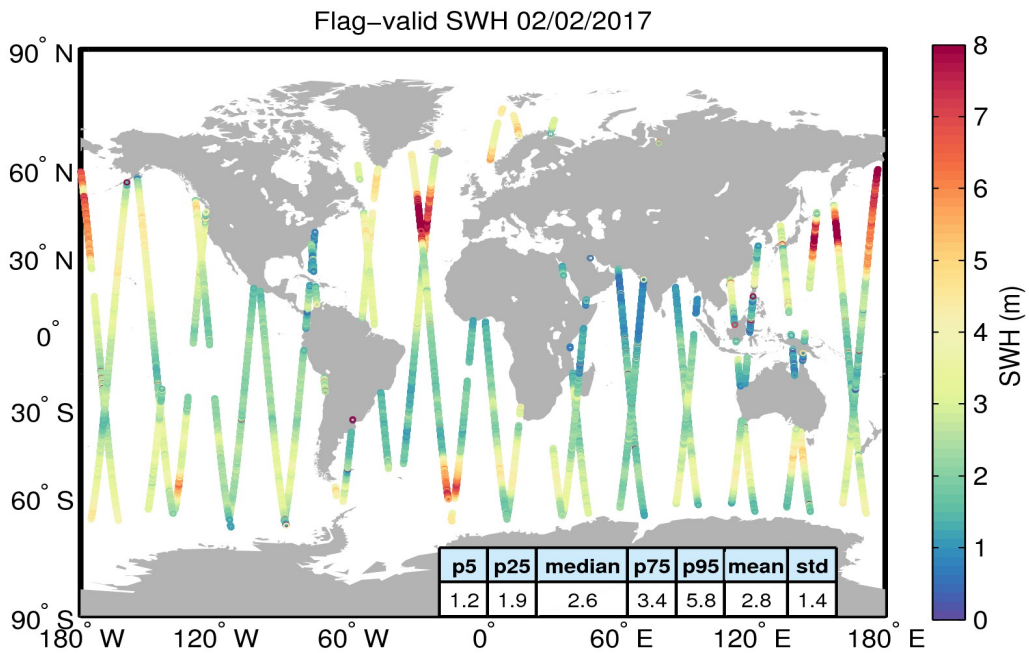 Flag−valid SWH 02/02/2017
90° N
60° N
30° N
0°
30° S
60° S
90° S
180° W
120° W
60° W
0°
60° E
120° E
180° E
p5 p25 median p75 p95 mean std
1.2 1.9 2.6 3.4 5.8 2.8 1.4
8
7
6
5
4
3
2
1
0
SWH (m)